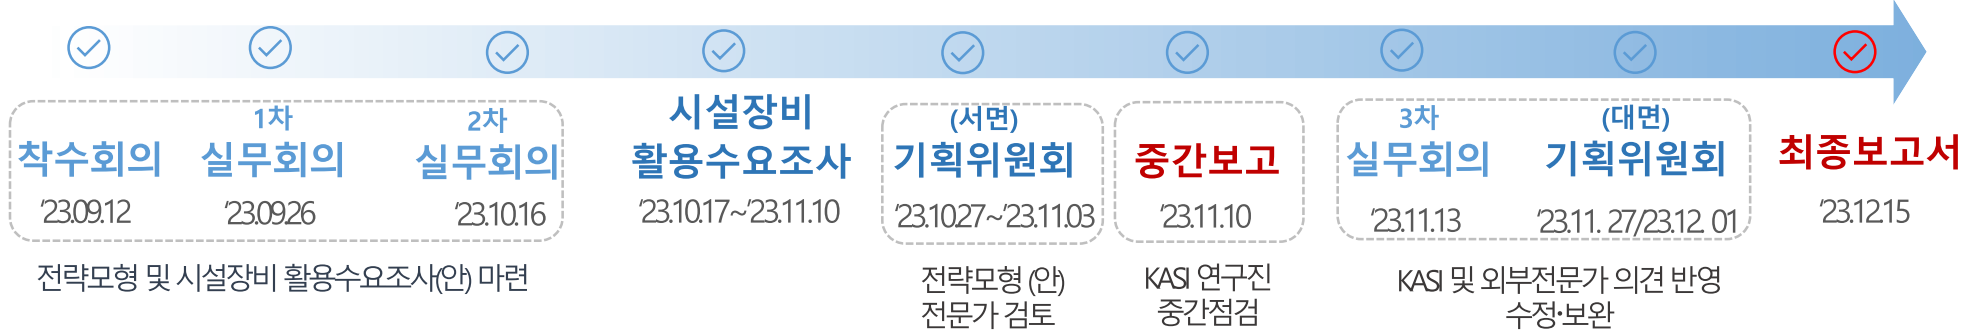 착수회의
'23.09.12
1차
실무회의
'23.09.26
2차
실무회의
'23.10.16
전략모형 및 시설장비 활용수요조사(안) 마련
시설장비
활용수요조사
'23.10.17~'23.11.10
(서면)
기획위원회
'23.10.27~'23.11.03
전략모형 (안)
전문가 검토
중간보고
'23.11.10
KASI 연구진
중간점검
3차
실무회의
'23.11.13
(대면)
기획위원회
'23.11. 27/23.12. 01
KASI 및 외부전문가 의견 반영
수정·보완
최종보고서
'23.12.15